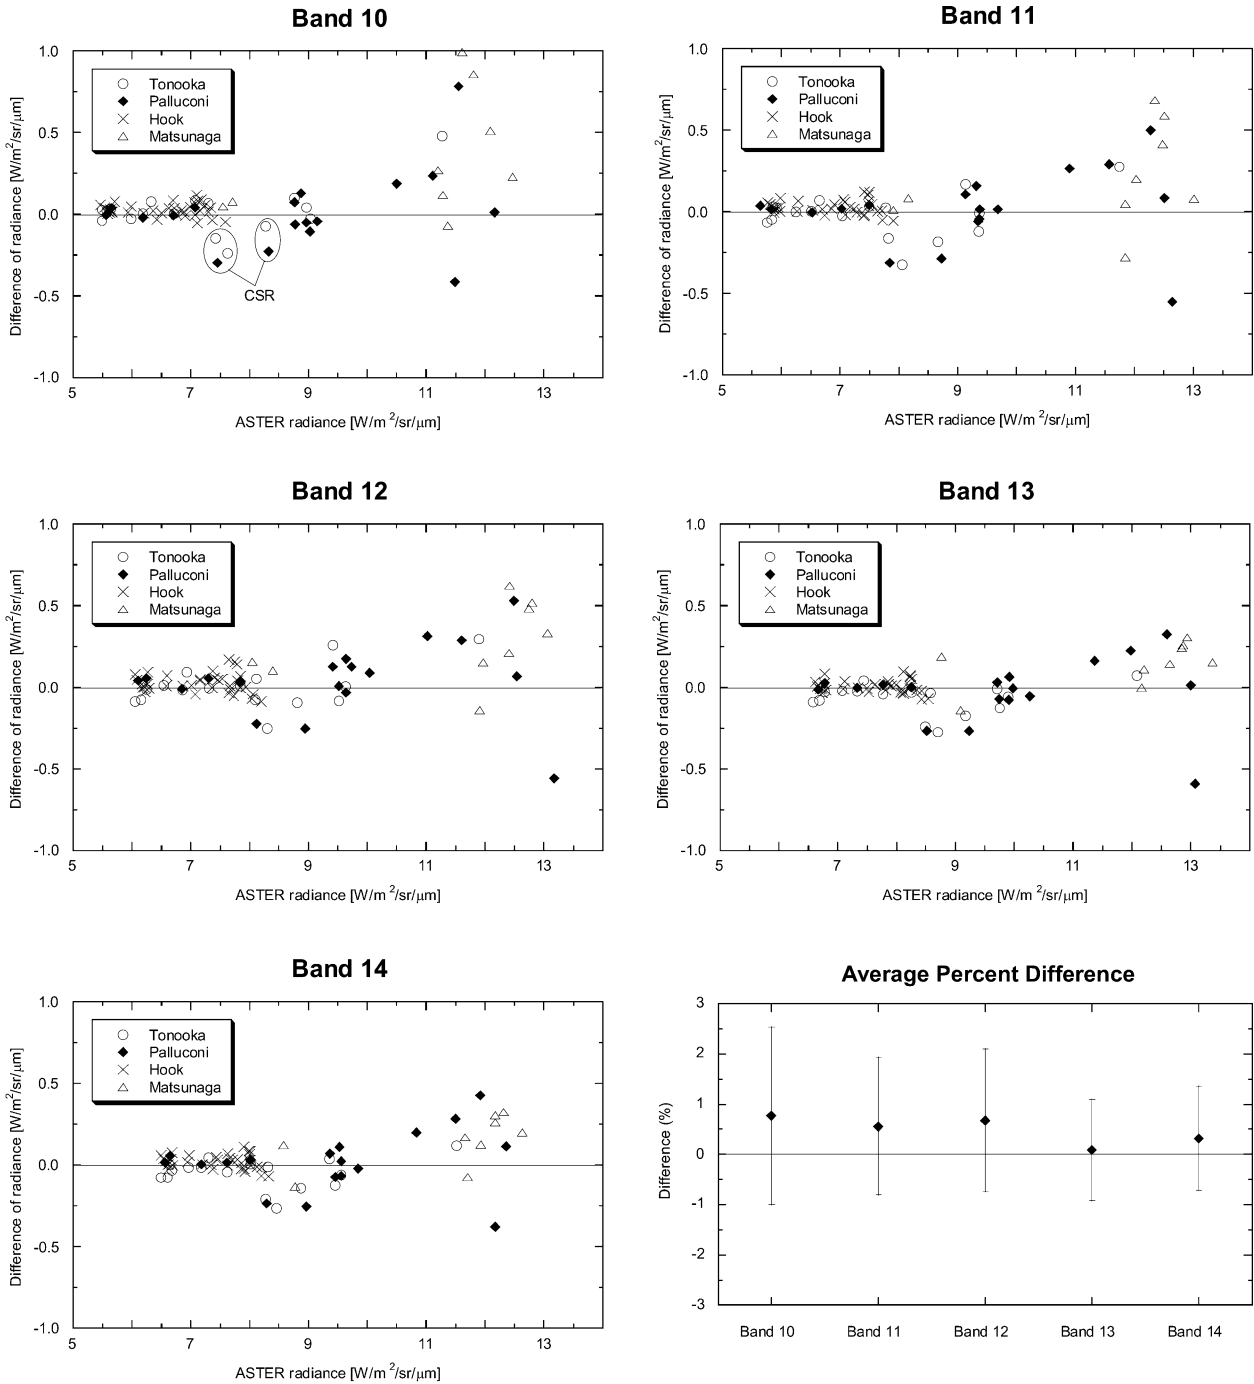 Band 10
1.0
0.5
0.0
-0.5
-1.0
Difference of radiance [W/m2/sr/μm]
Tonooka
Palluconi
Hook
Matsunaga
CSR
5 7 9 11 13
ASTER radiance [W/m 2/sr/μm]
Band 11
1.0
0.5
0.0
-0.5
-1.0
Difference of radiance [W/m2/sr/μm]
Tonooka
Palluconi
Hook
Matsunaga
5 7 9 11 13
ASTER radiance [W/m 2/sr/μm]
Band 12
1.0
0.5
0.0
-0.5
-1.0
Difference of radiance [W/m2/sr/μm]
Tonooka
Palluconi
Hook
Matsunaga
5 7 9 11 13
ASTER radiance [W/m 2/sr/μm]
Band 13
1.0
0.5
0.0
-0.5
-1.0
Difference of radiance [W/m2/sr/μm]
Tonooka
Palluconi
Hook
Matsunaga
5 7 9 11 13
ASTER radiance [W/m 2/sr/μm]
Band 14
1.0
0.5
0.0
-0.5
-1.0
Difference of radiance [W/m2/sr/μm]
Tonooka
Palluconi
Hook
Matsunaga
5 7 9 11 13
ASTER radiance [W/m 2/sr/μm]
Average Percent Difference
3
2
1
0
-1
-2
-3
Difference (%)
Band 10 Band 11 Band 12 Band 13 Band 14